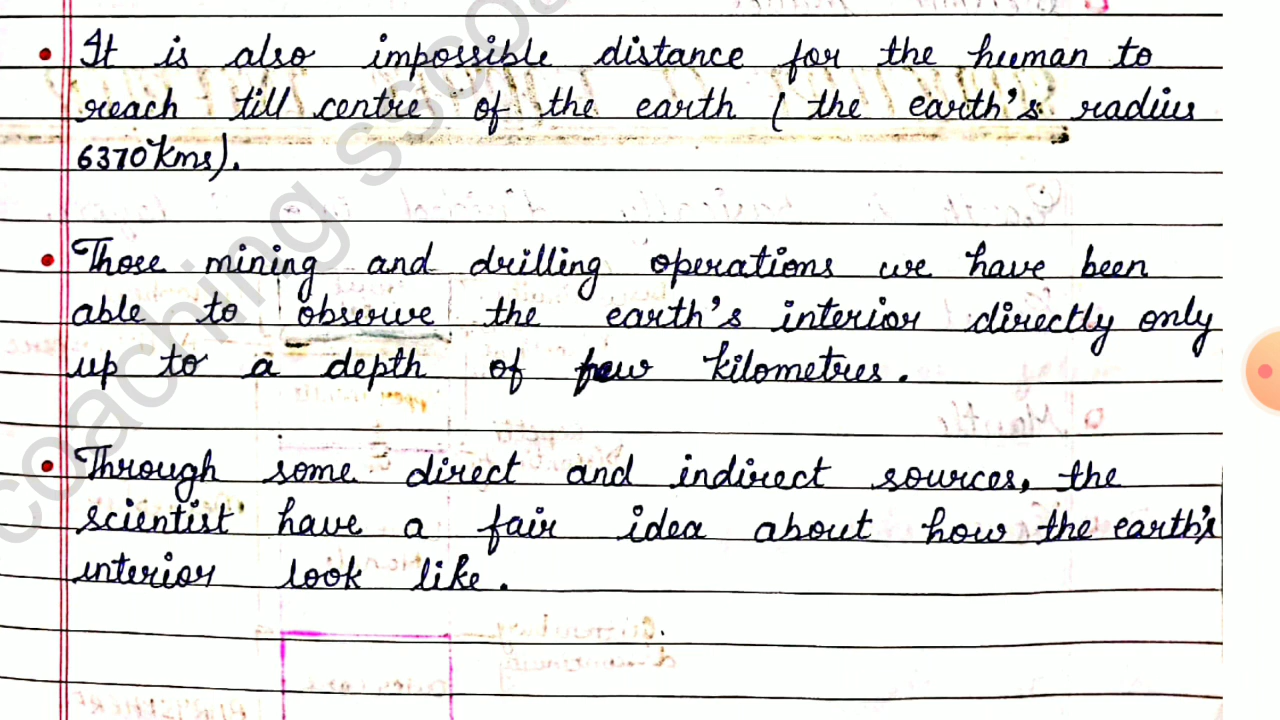 • It is also impossible distance for the human to
reach till centre of the earth ( the earth's radius
6370 kms).
• Those mining and drilling operations we have been
able to observe the earth's interior directly only
up to a depth of few kilometres.
• Through some direct and indirect sources, the
scientist have a fair idea about how the earth's
interior look like.
coaching